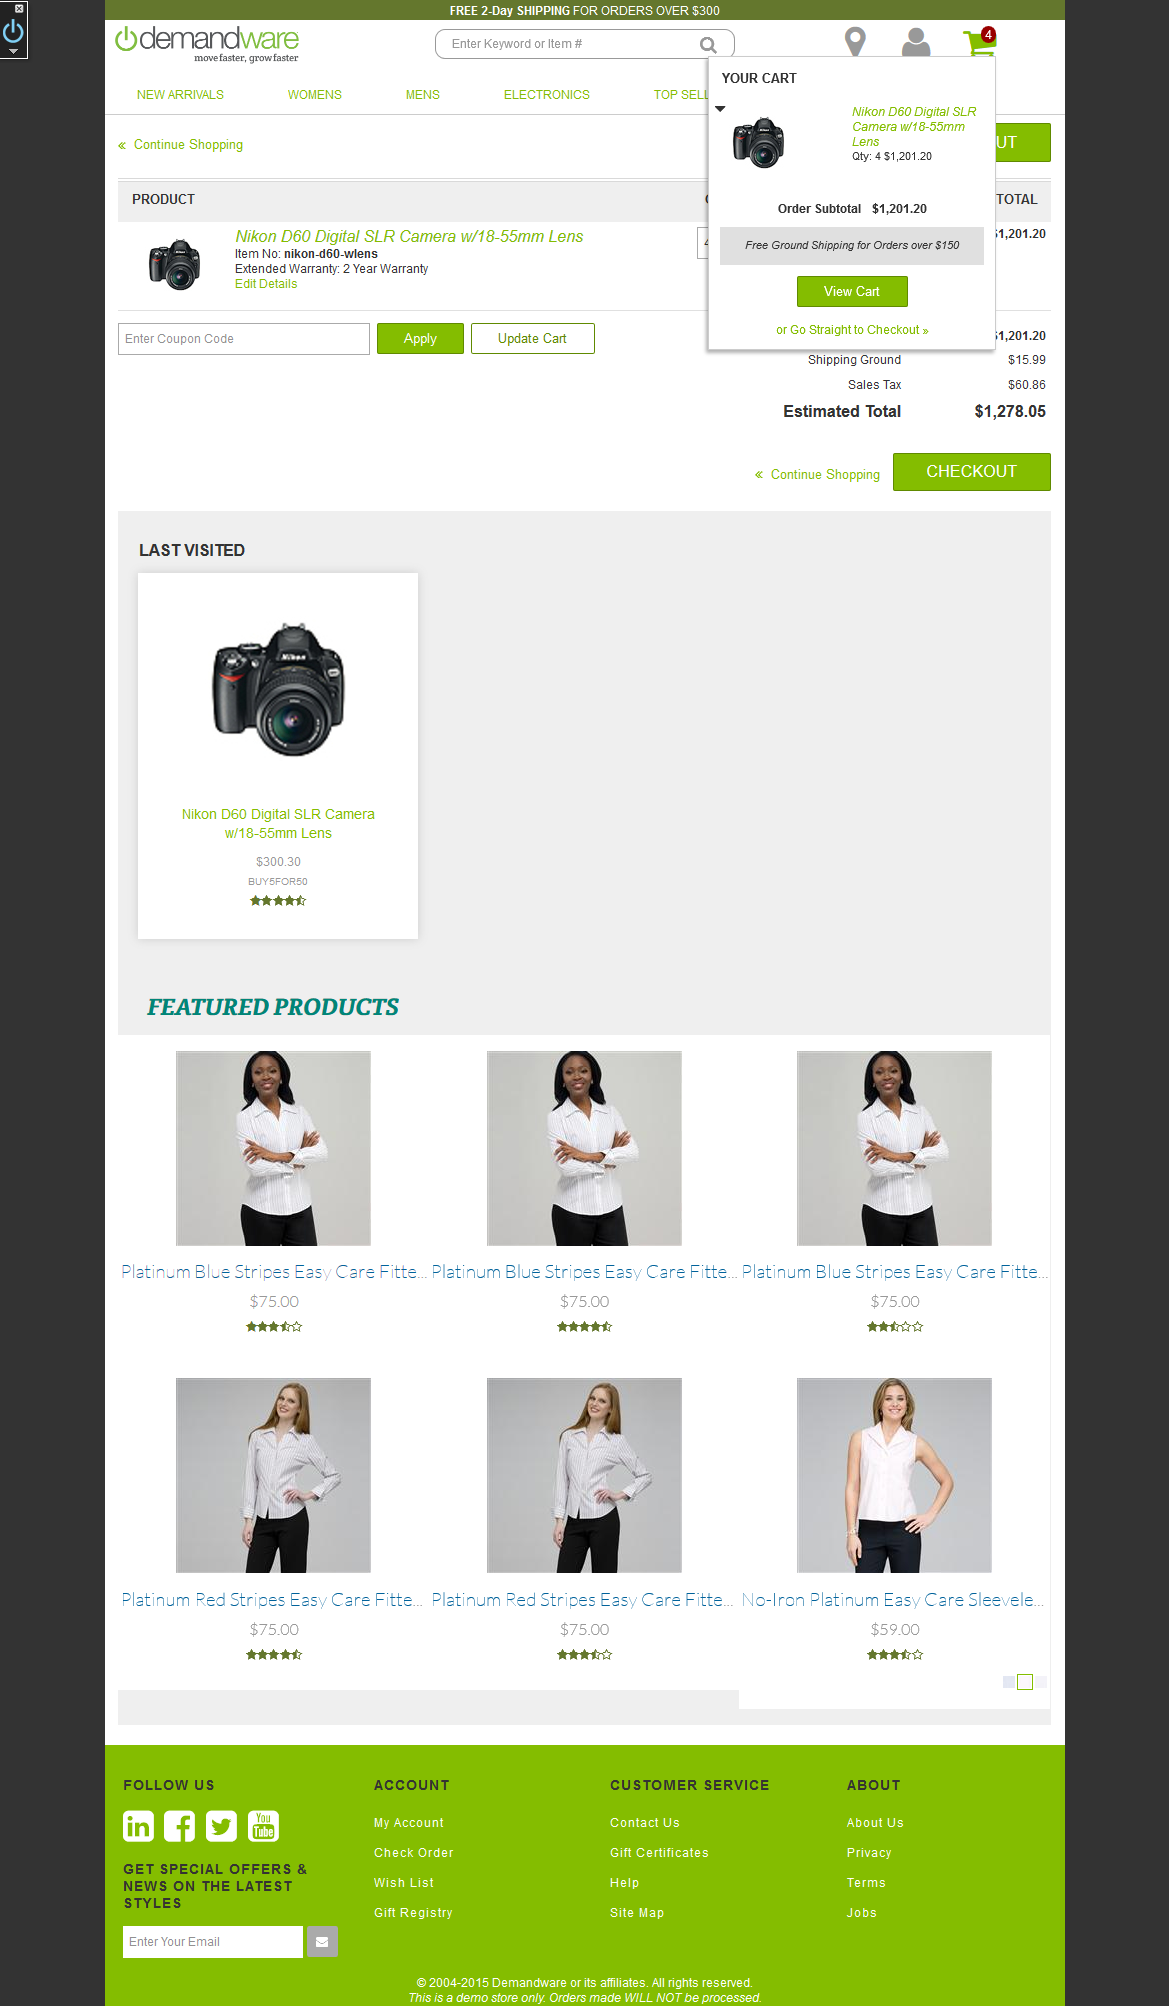 FREE 2-Day SHIPPING FOR ORDERS OVER $300
demandware
move faster, grow faster
Enter Keyword or Item #
4
NEW ARRIVALS
WOMENS
MENS
ELECTRONICS
TOP SELL
YOUR CART
Nikon D60 Digital SLR
Camera w/18-55mm
Lens
Qty: 4 $1,201.20
Order Subtotal $1,201.20
Free Ground Shipping for Orders over $150
View Cart
or Go Straight to Checkout »
« Continue Shopping
UT
PRODUCT
TOTAL
Nikon D60 Digital SLR Camera w/18-55mm Lens
Item No: nikon-d60-wlens
Extended Warranty: 2 Year Warranty
Edit Details
$1,201.20
Enter Coupon Code
Apply
Update Cart
$1,201.20
Shipping Ground $15.99
Sales Tax $60.86
Estimated Total $1,278.05
« Continue Shopping
CHECKOUT
LAST VISITED
Nikon
Nikon D60 Digital SLR Camera
w/18-55mm Lens
$300.30
BUY5FOR50
FEATURED PRODUCTS
Platinum Blue Stripes Easy Care Fitte...
$75.00
Platinum Blue Stripes Easy Care Fitte...
$75.00
Platinum Blue Stripes Easy Care Fitte...
$75.00
Platinum Red Stripes Easy Care Fitte...
$75.00
Platinum Red Stripes Easy Care Fitte...
$75.00
No-Iron Platinum Easy Care Sleevele...
$59.00
FOLLOW US
in
You
Tube
GET SPECIAL OFFERS &
NEWS ON THE LATEST
STYLES
Enter Your Email
ACCOUNT
My Account
Check Order
Wish List
Gift Registry
CUSTOMER SERVICE
Contact Us
Gift Certificates
Help
Site Map
ABOUT
About Us
Privacy
Terms
Jobs
© 2004-2015 Demandware or its affiliates. All rights reserved.
This is a demo store only. Orders made WILL NOT be processed.